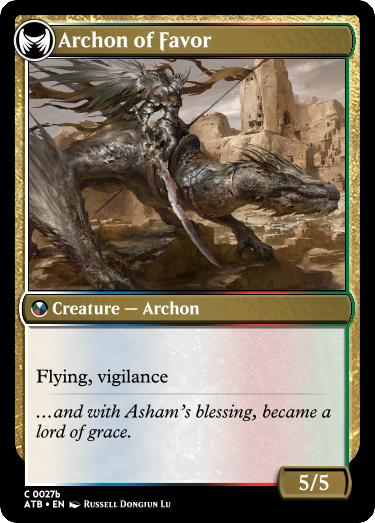 Archon of Favor
Creature — Archon
Flying, vigilance
…and with Asham's blessing, became a
lord of grace.
5/5
C 0027b
ATB • EN Russell Dongjun Lu